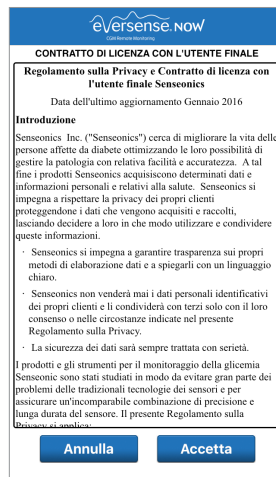 eversense. NOW
CGM Remote Monitoring
CONTRATTO DI LICENZA CON L'UTENTE FINALE
Regolamento sulla Privacy e Contratto di licenza con
l'utente finale Senseonics
Data dell'ultimo aggiornamento Gennaio 2016
Introduzione
Senseonics Inc. ("Senseonics") cerca di migliorare la vita delle
persone affette da diabete ottimizzando le loro possibilità di
gestire la patologia con relativa facilità e accuratezza. A tal
fine i prodotti Senseonics acquisiscono determinati dati e
informazioni personali e relativi alla salute. Senseonics si
impegna a rispettare la privacy dei propri clienti
proteggendone i dati che vengono acquisiti e raccolti,
lasciando decidere a loro in che modo utilizzare e condividere
queste informazioni.
· Senseonics si impegna a garantire trasparenza sui propri
metodi di elaborazione dati e a spiegarli con un linguaggio
chiaro.
· Senseonics non venderà mai i dati personali identificativi
dei propri clienti e li condividerà con terzi solo con il loro
consenso o nelle circostanze indicate nel presente
Regolamento sulla Privacy.
· La sicurezza dei dati sarà sempre trattata con serietà.
I prodotti e gli strumenti per il monitoraggio della glicemia
Senseonic sono stati studiati in modo da evitare gran parte dei
problemi delle tradizionali tecnologie dei sensori e per
assicurare un'incomparabile combinazione di precisione e
lunga durata del sensore. Il presente Regolamento sulla
Privacy si applica:
Annulla
Accetta